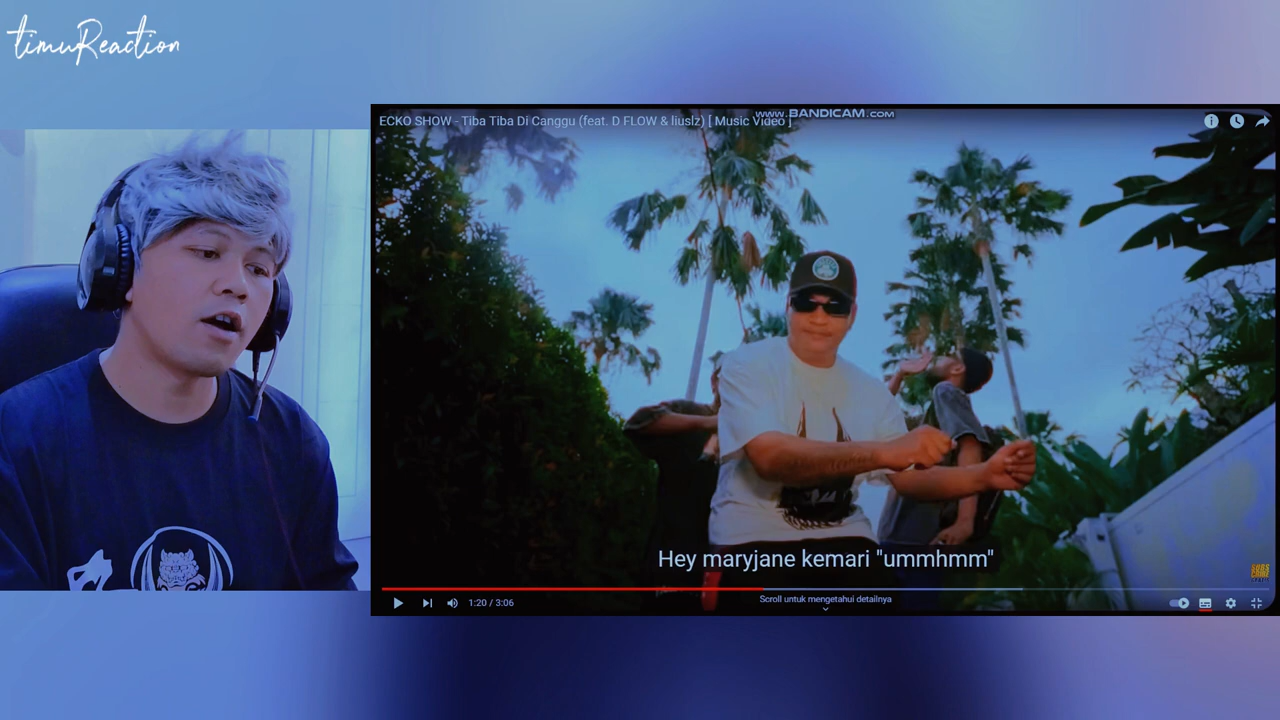 timuReaction
www.BANDICAM.com
ECKO SHOW - Tiba Tiba Di Canggu (feat. D FLOW & liuslz) [ Music Video ]
Hey maryjane kemari "ummhmm"
Scroll untuk mengetahui detailnya
1:20 / 3:06